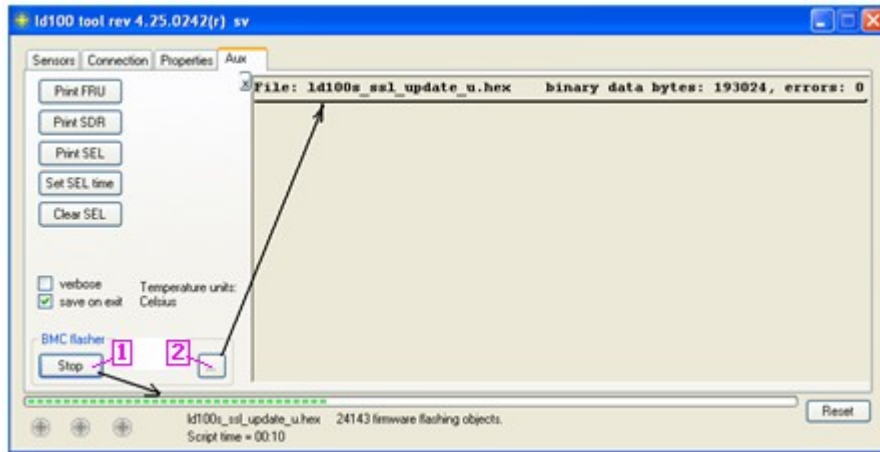 ld100 tool rev 4.25.0242(r) sv
Sensors Connection Properties Aux
Print FRU
File: ld100s_ssl_update_u.hex binary data bytes: 193024, errors: 0
Print SDR
Print SEL
Set SEL time
Clear SEL
verbose
Temperature units:
save on exit
Celsius
BMC flasher
1
2
Stop
...
Reset
ld100s_ssl_update_u.hex 24143 firmware flashing objects.
Script time = 00:10